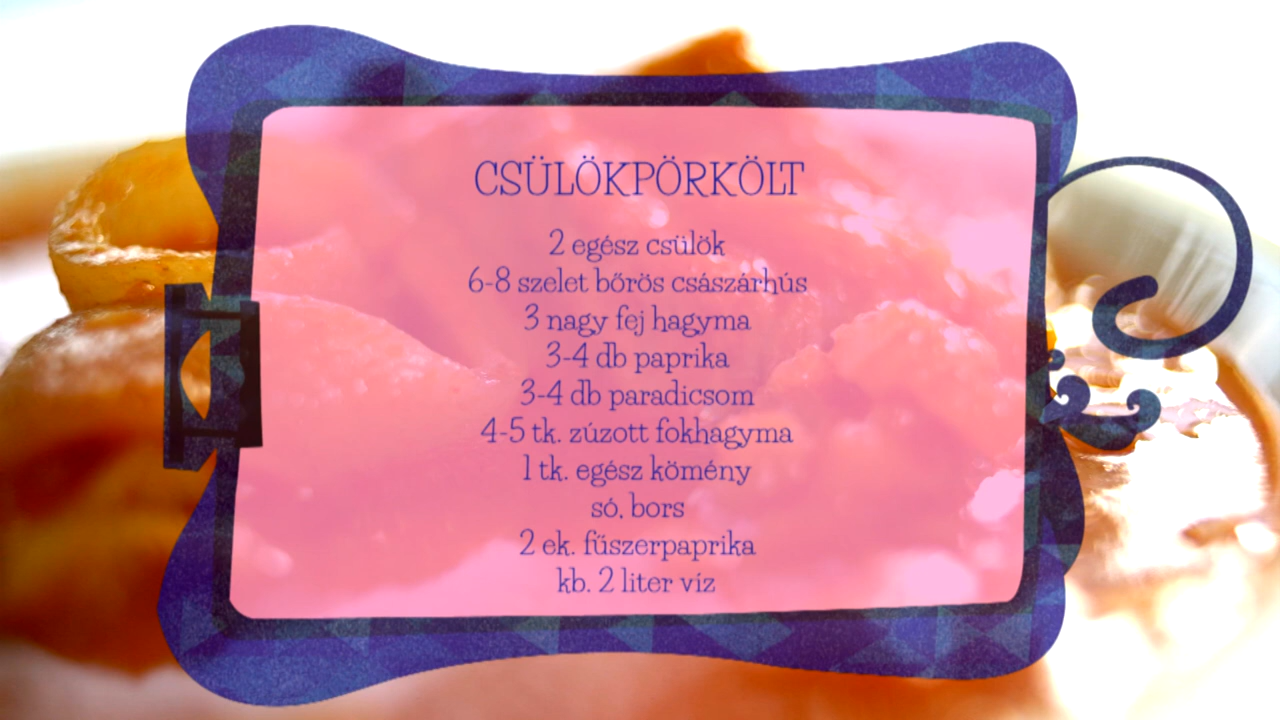 CSÜLÖKPÖRKÖLT
2 egész csülök
6-8 szelet bőrös császárhús
3 nagy fej hagyma
3-4 db paprika
3-4 db paradicsom
4-5 tk. zúzott fokhagyma
1 tk. egész kömény
só, bors
2 ek. fűszerpaprika
kb. 2 liter víz